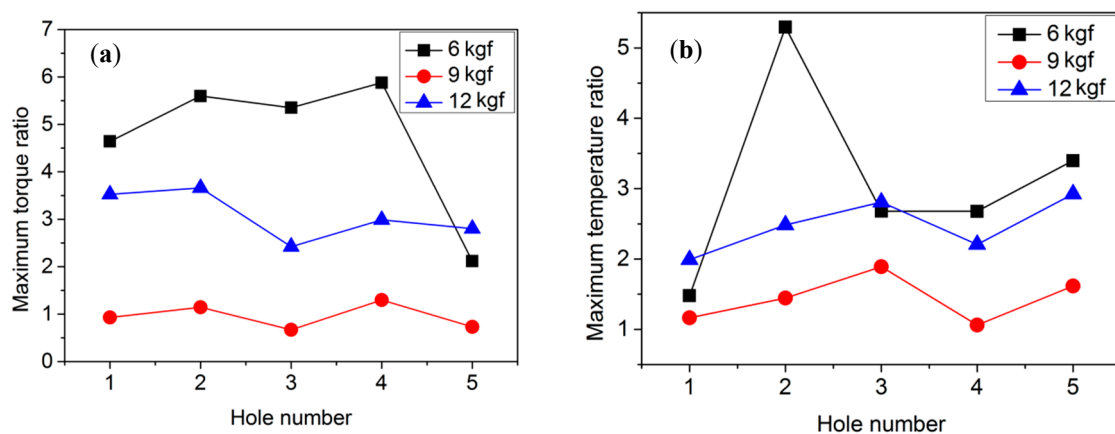 (a)
6 kgf
9 kgf
12 kgf
Maximum torque ratio
7
6
5
4
3
2
1
0
1 2 3 4 5
Hole number
(b)
6 kgf
9 kgf
12 kgf
Maximum temperature ratio
5
4
3
2
1
1 2 3 4 5
Hole number